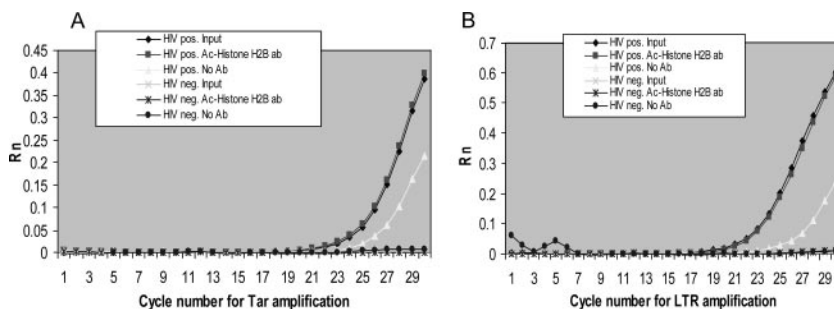 A
HIV pos. Input
HIV pos. Ac-Histone H2B ab
HIV pos. No Ab
HIV neg. Input
HIV neg. Ac-Histone H2B ab
HIV neg. No Ab
0.45
0.4
0.35
0.3
0.25
0.2
0.15
0.1
0.05
0
Rn
1 3 5 7 9 11 13 15 17 19 21 23 25 27 29
Cycle number for Tar amplification
B
HIV pos. Input
HIV pos. Ac-Histone H2B ab
HIV pos. No Ab
HIV neg. Input
HIV neg. Ac-Histone H2B ab
HIV neg. No Ab
0.7
0.6
0.5
0.4
0.3
0.2
0.1
0
Rn
1 3 5 7 9 11 13 15 17 19 21 23 25 27 29
Cycle number for LTR amplification